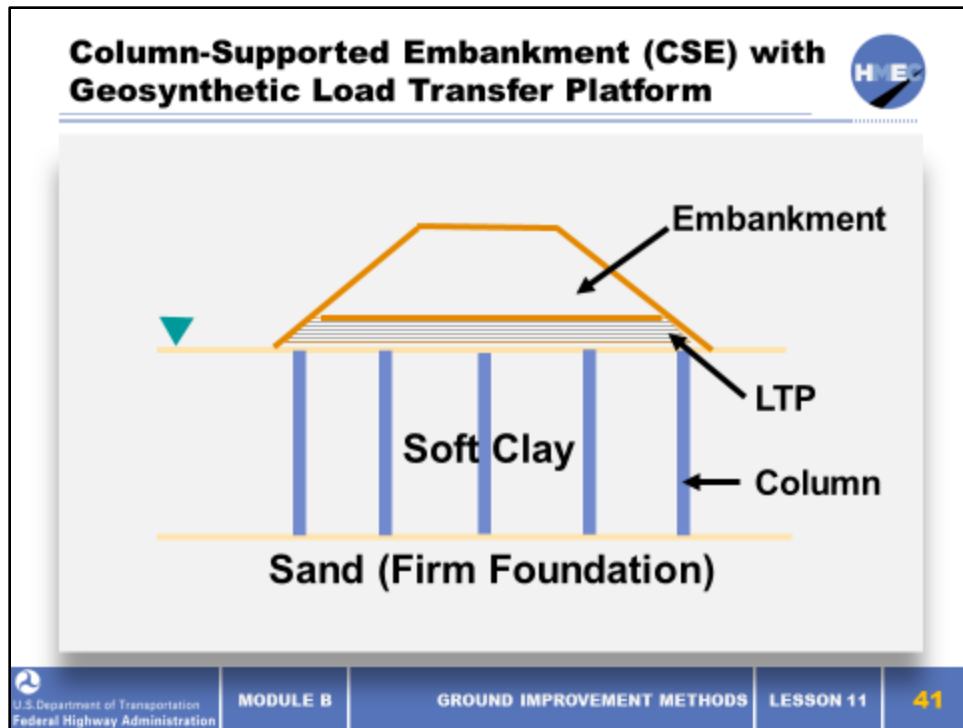 Column-Supported Embankment (CSE) with
Geosynthetic Load Transfer Platform
HMEC
Embankment
LTP
Soft Clay
Column
Sand (Firm Foundation)
U.S.Department of Transportation
Federal Highway Administration
MODULE B
GROUND IMPROVEMENT METHODS
LESSON 11
41